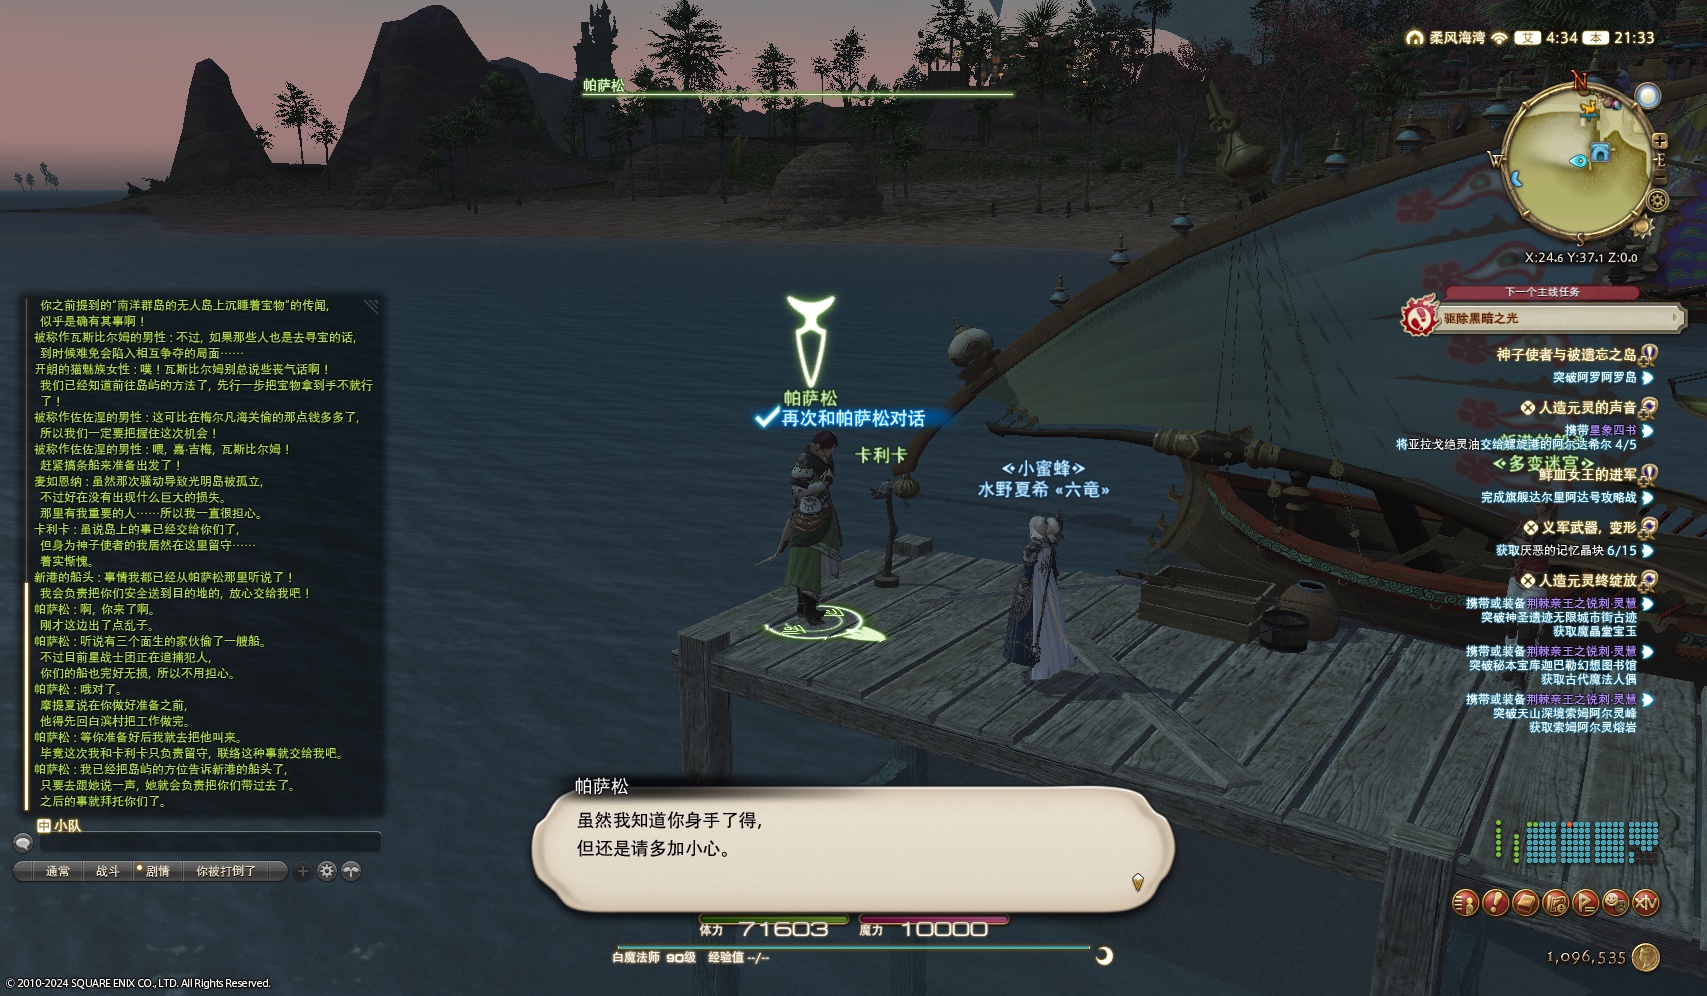 柔风海湾 艾 4:34 本 21:33
帕萨松
N
W
E
S
X:24.6 Y:37.1 Z:0.0
下一个主线任务
驱除黑暗之光
神子使者与被遗忘之岛
突破阿罗阿罗岛
人造元灵的声音
携带星象四书
将亚拉戈绝灵油交给螺旋港的阿尔达希尔 4/5
多变迷宫
鲜血女王的进军
完成旗舰达尔里阿达号攻略战
义军武器，变形
获取厌恶的记忆晶块 6/15
人造元灵终绽放
携带或装备荆棘亲王之锐刺·灵慧
突破神圣遗迹无限城市街古迹
获取魔晶堂宝玉
携带或装备荆棘亲王之锐刺·灵慧
突破秘本宝库迦巴勒幻想图书馆
获取古代魔法人偶
携带或装备荆棘亲王之锐刺·灵慧
突破天山深境索姆阿尔灵峰
获取索姆阿尔灵熔岩
你之前提到的“南洋群岛的无人岛上沉睡着宝物”的传闻，
似乎是确有其事啊！
被称作瓦斯比尔姆的男性：不过，如果那些人也是去寻宝的话，
到时候难免会陷入相互争夺的局面……
开朗的猫魅族女性：噗！瓦斯比尔姆别总说些丧气话啊！
我们已经知道前往岛屿的方法了，先行一步把宝物拿到手不就行
了！
被称作佐佐涅的男性：这可比在梅尔凡海关偷的那点钱多多了，
所以我们一定要把握住这次机会！
被称作佐佐涅的男性：喂，嘉·吉梅，瓦斯比尔姆！
赶紧搞条船来准备出发了！
麦如恩纳：虽然那次骚动导致光明岛被孤立，
不过好在没有出现什么巨大的损失。
那里有我重要的人……所以我一直很担心。
卡利卡：虽说岛上的事已经交给你们了，
但身为神子使者的我居然在这里留守……
着实惭愧。
新港的船头：事情我都已经从帕萨松那里听说了！
我会负责把你们安全送到目的地的，放心交给我吧！
帕萨松：啊，你来了啊。
刚才这边出了点乱子。
帕萨松：听说有三个面生的家伙偷了一艘船。
不过目前星战士团正在追捕犯人，
你们的船也完好无损，所以不用担心。
帕萨松：哦对了。
摩提夏说在你做好准备之前，
他得先回白滨村把工作做完。
帕萨松：等你准备好后我就去把他叫来。
毕竟这次我和卡利卡只负责留守，联络这种事就交给我吧。
帕萨松：我已经把岛屿的方位告诉新港的船头了，
只要去跟她说一声，她就会负责把你们带过去了。
之后的事就拜托你们了。
中 小队
通常 战斗 剧情 你被打倒了
帕萨松
再次和帕萨松对话
卡利卡
小蜜蜂
水野夏希 «六竜»
帕萨松
虽然我知道你身手了得，
但还是请多加小心。
体力 71603 魔力 10000
白魔法师 90级 经验值 --/--
1,096,535
© 2010-2024 SQUARE ENIX CO., LTD. All Rights Reserved.